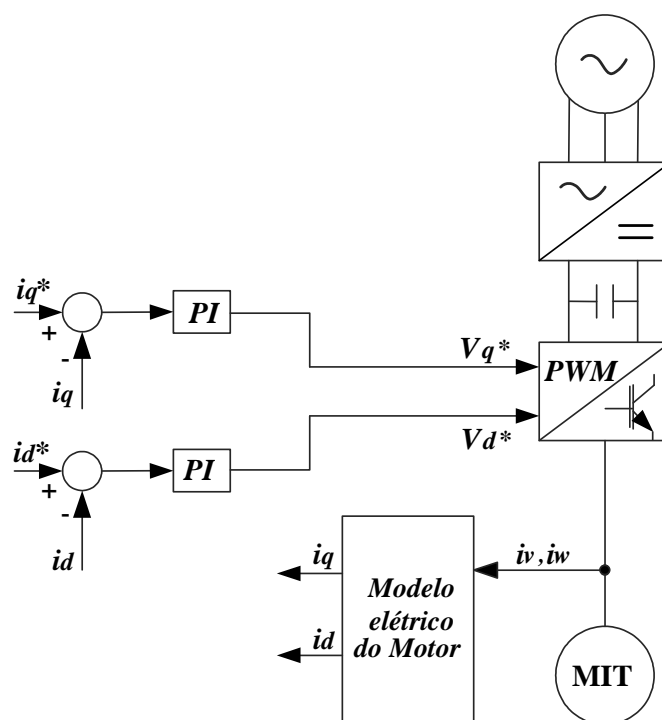 iq*
+
-
iq
PI
Vq*
PWM
id*
+
-
id
PI
Vd*
iq
id
Modelo
elétrico
do Motor
iv,iw
MIT